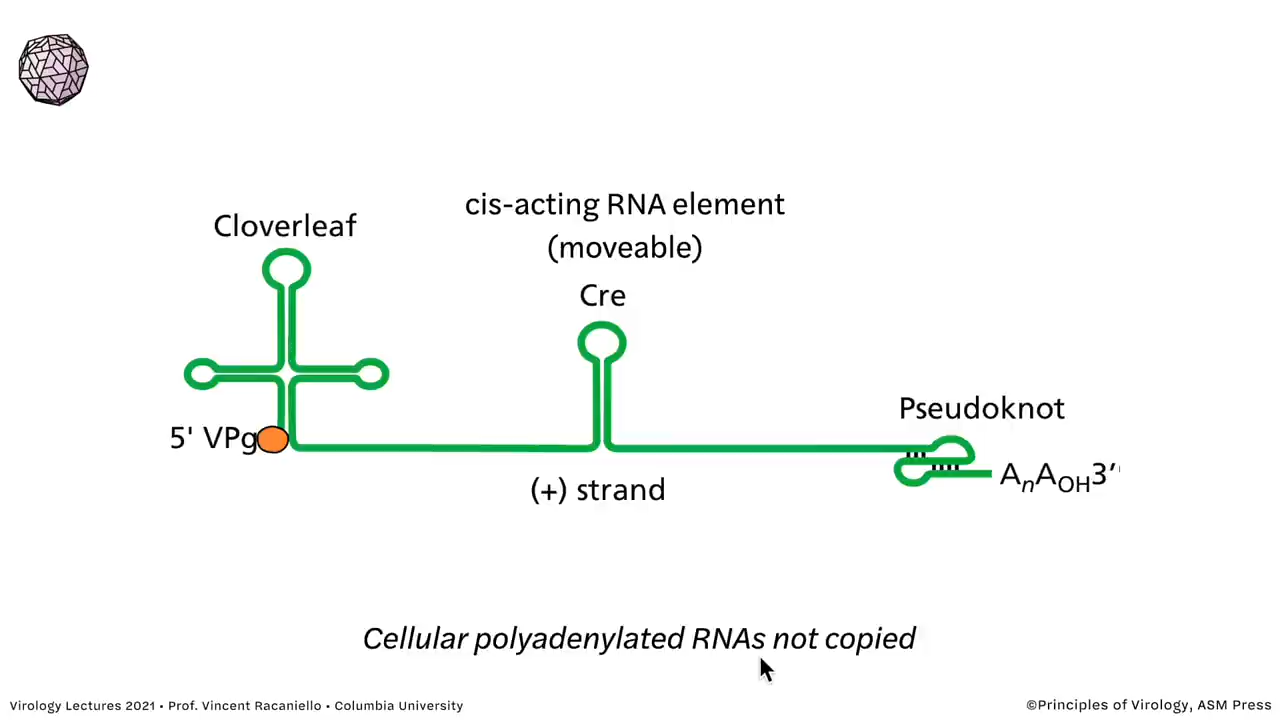 cis-acting RNA element
(moveable)
Cloverleaf
Cre
Pseudoknot
5' VPg
AnAOH3'
(+) strand
Cellular polyadenylated RNAs not copied
Virology Lectures 2021 • Prof. Vincent Racaniello • Columbia University
©Principles of Virology, ASM Press